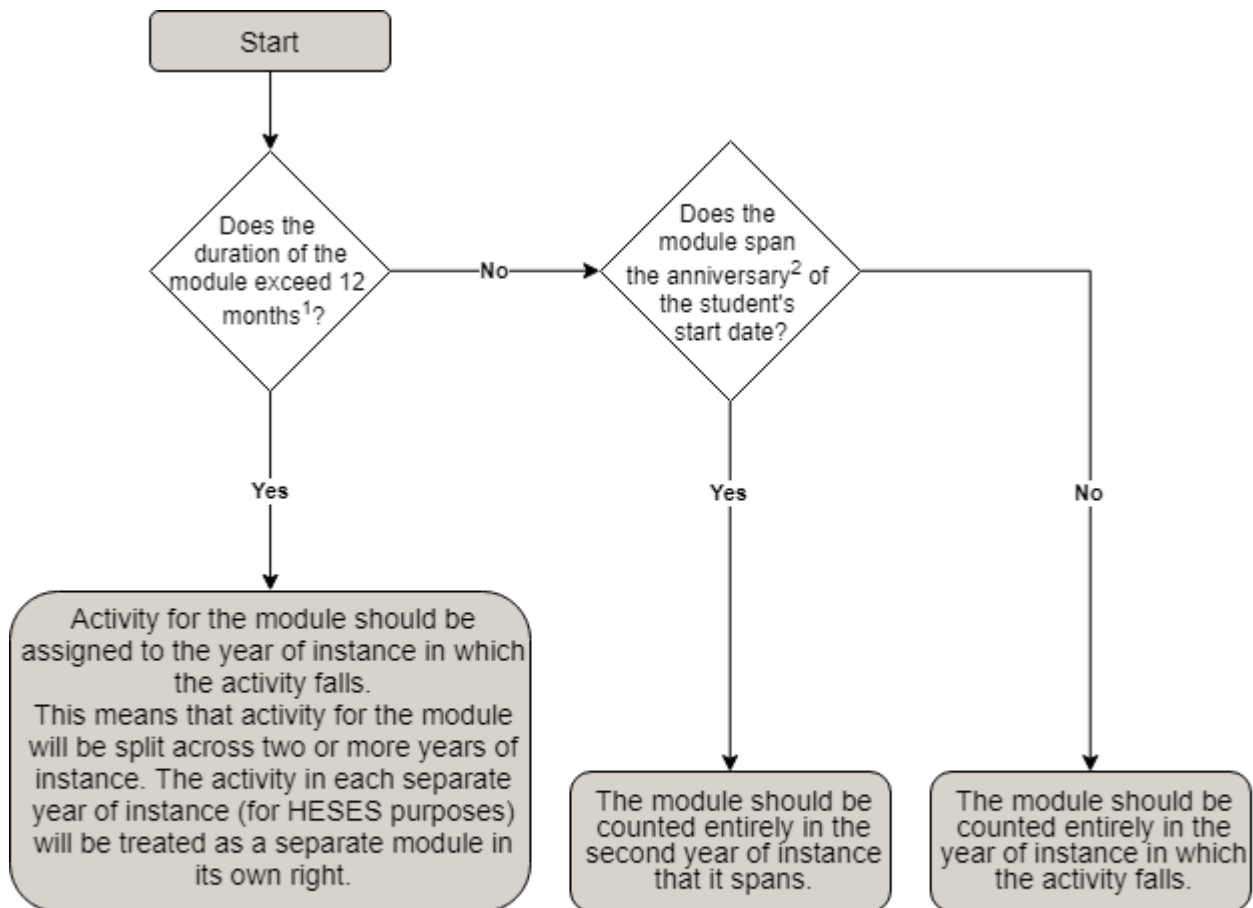 Start
Does the
duration of the
module exceed 12
months¹?
No
Does the
module span
the anniversary² of
the student's
start date?
Yes
Yes
No
Activity for the module should be
assigned to the year of instance in which
the activity falls.
This means that activity for the module
will be split across two or more years of
instance. The activity in each separate
year of instance (for HESES purposes)
will be treated as a separate module in
its own right.
The module should be
counted entirely in the
second year of instance
that it spans.
The module should be
counted entirely in the
year of instance in which
the activity falls.